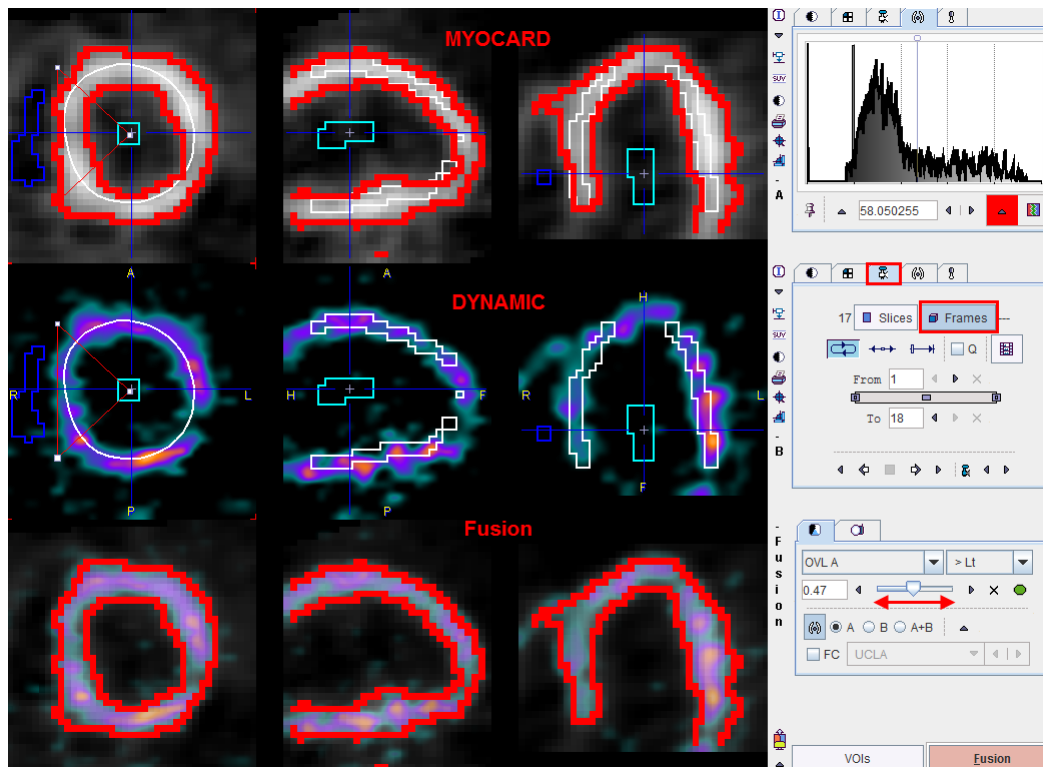 MYOCARD
SUV
A
58.050255
A
A
DYNAMIC
H
R
L
H
F
R
L
P
P
F
SUV
B
17 Slices Frames
Q
From 1
To 18
Fusion
Fusion
OVL A > Lt
0.47
A B A+B
FC UCLA
VOIs Fusion